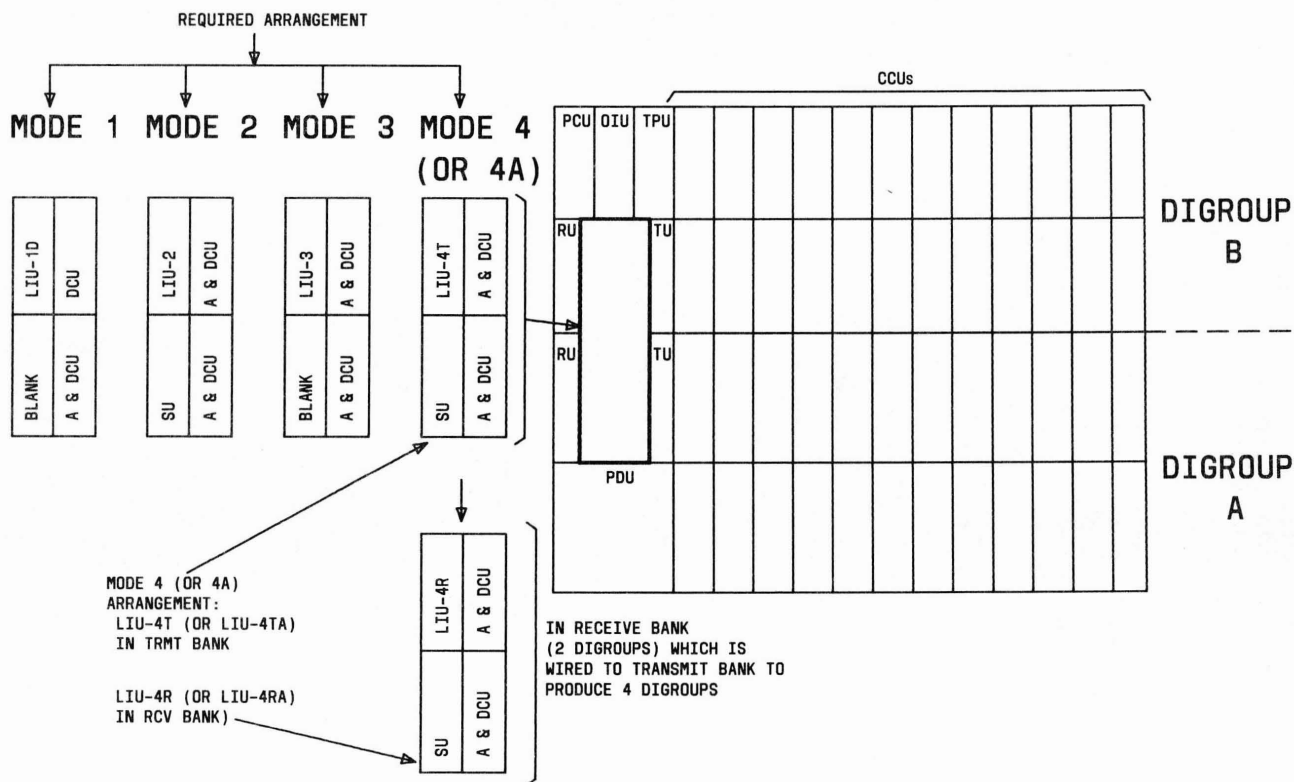 REQUIRED ARRANGEMENT
MODE 1
MODE 2
MODE 3
MODE 4
(OR 4A)
LIU-1D
DCU
BLANK
A & DCU
LIU-2
A & DCU
SU
A & DCU
LIU-3
A & DCU
BLANK
A & DCU
LIU-4T
A & DCU
SU
A & DCU
CCUs
PCU
OIU
TPU
RU
TU
RU
TU
PDU
DIGROUP
B
DIGROUP
A
MODE 4 (OR 4A)
ARRANGEMENT:
LIU-4T (OR LIU-4TA)
IN TRMT BANK
LIU-4R (OR LIU-4RA)
IN RCV BANK)
LIU-4R
A & DCU
SU
A & DCU
IN RECEIVE BANK
(2 DIGROUPS) WHICH IS
WIRED TO TRANSMIT BANK TO
PRODUCE 4 DIGROUPS